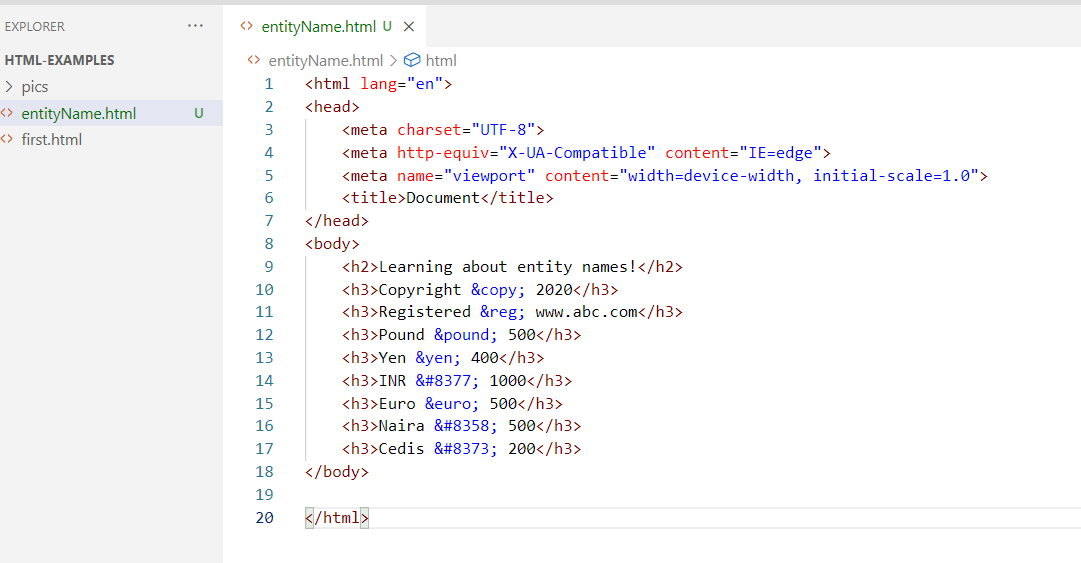 EXPLORER ...
HTML-EXAMPLES
pics
entityName.html U
first.html
entityName.html U
entityName.html > html
1 <html lang="en">
2 <head>
3 <meta charset="UTF-8">
4 <meta http-equiv="X-UA-Compatible" content="IE=edge">
5 <meta name="viewport" content="width=device-width, initial-scale=1.0">
6 <title>Document</title>
7 </head>
8 <body>
9 <h2>Learning about entity names!</h2>
10 <h3>Copyright &copy; 2020</h3>
11 <h3>Registered &reg; www.abc.com</h3>
12 <h3>Pound &pound; 500</h3>
13 <h3>Yen &yen; 400</h3>
14 <h3>INR &#8377; 1000</h3>
15 <h3>Euro &euro; 500</h3>
16 <h3>Naira &#8358; 500</h3>
17 <h3>Cedis &#8373; 200</h3>
18 </body>
19
20 </html>